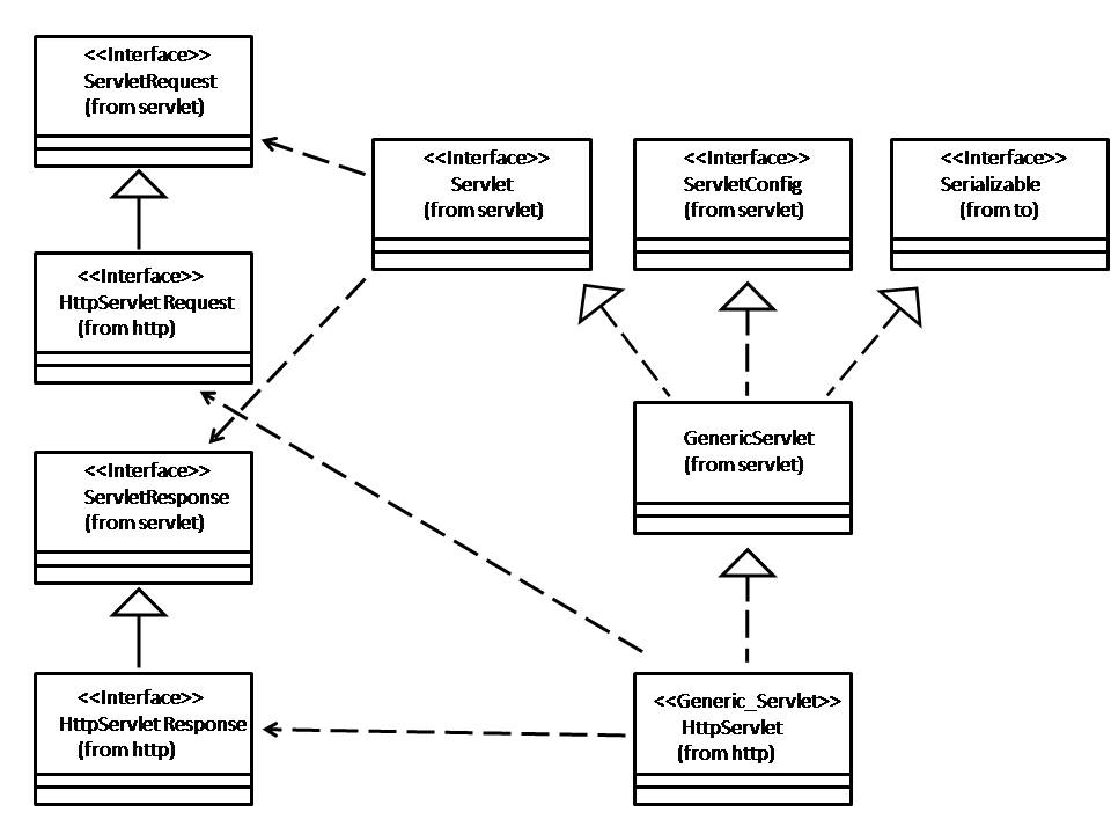 <<Interface>>
ServletRequest
(from servlet)
<<Interface>>
Servlet
(from servlet)
<<Interface>>
ServletConfig
(from servlet)
<<Interface>>
Serializable
(from to)
<<Interface>>
HttpServlet Request
(from http)
GenericServlet
(from servlet)
<<Interface>>
ServletResponse
(from servlet)
<<Interface>>
HttpServlet Response
(from http)
<<Generic_Servlet>>
HttpServlet
(from http)